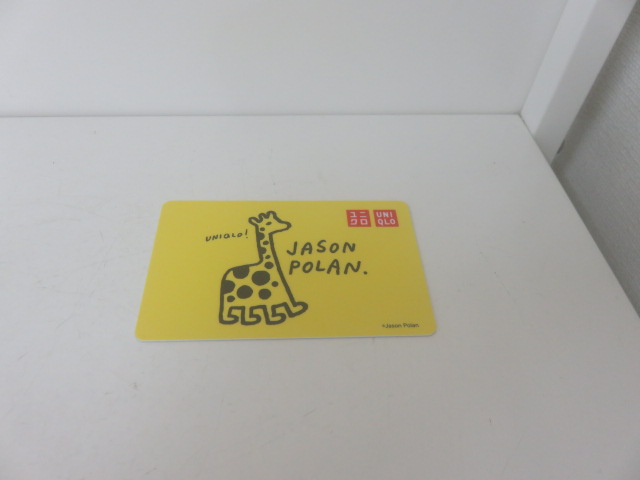 ユニ
クロ
UNI
QLO
UNIQLO!
JASON
POLAN.
©Jason Polan